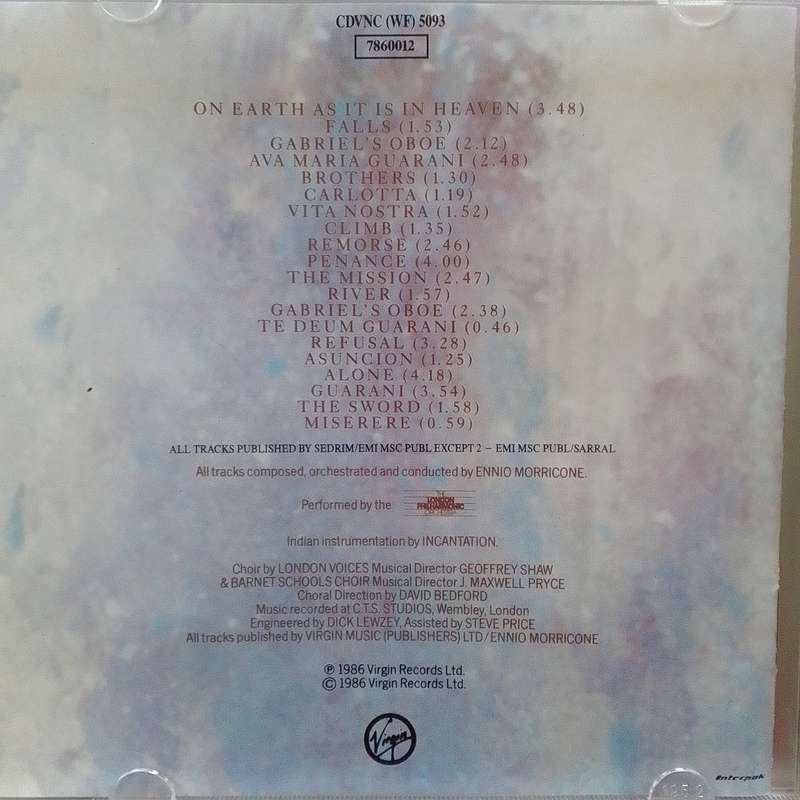 CDVNC (WF) 5093
7860012
ON EARTH AS IT IS IN HEAVEN (3.48)
FALLS (1.53)
GABRIEL'S OBOE (2.12)
AVA MARIA GUARANI (2.48)
BROTHERS (1.30)
CARLOTTA (1.19)
VITA NOSTRA (1.52)
CLIMB (1.35)
REMORSE (2.46)
PENANCE (4.00)
THE MISSION (2.47)
RIVER (1.57)
GABRIEL'S OBOE (2.38)
TE DEUM GUARANI (0.46)
REFUSAL (3.28)
ASUNCION (1.25)
ALONE (4.18)
GUARANI (3.54)
THE SWORD (1.58)
MISERERE (0.59)
ALL TRACKS PUBLISHED BY SEDRIM/EMI MSC PUBL EXCEPT 2 – EMI MSC PUBL/SARRAL
All tracks composed, orchestrated and conducted by ENNIO MORRICONE.
Performed by the THE LONDON PHILHARMONIC ORCHESTRA
Indian instrumentation by INCANTATION.
Choir by LONDON VOICES Musical Director GEOFFREY SHAW
& BARNET SCHOOLS CHOIR Musical Director J. MAXWELL PRYCE
Choral Direction by DAVID BEDFORD
Music recorded at C.T.S. STUDIOS, Wembley, London
Engineered by DICK LEWZEY, Assisted by STEVE PRICE
All tracks published by VIRGIN MUSIC (PUBLISHERS) LTD/ENNIO MORRICONE
℗ 1986 Virgin Records Ltd.
© 1986 Virgin Records Ltd.
Virgin
Interpak